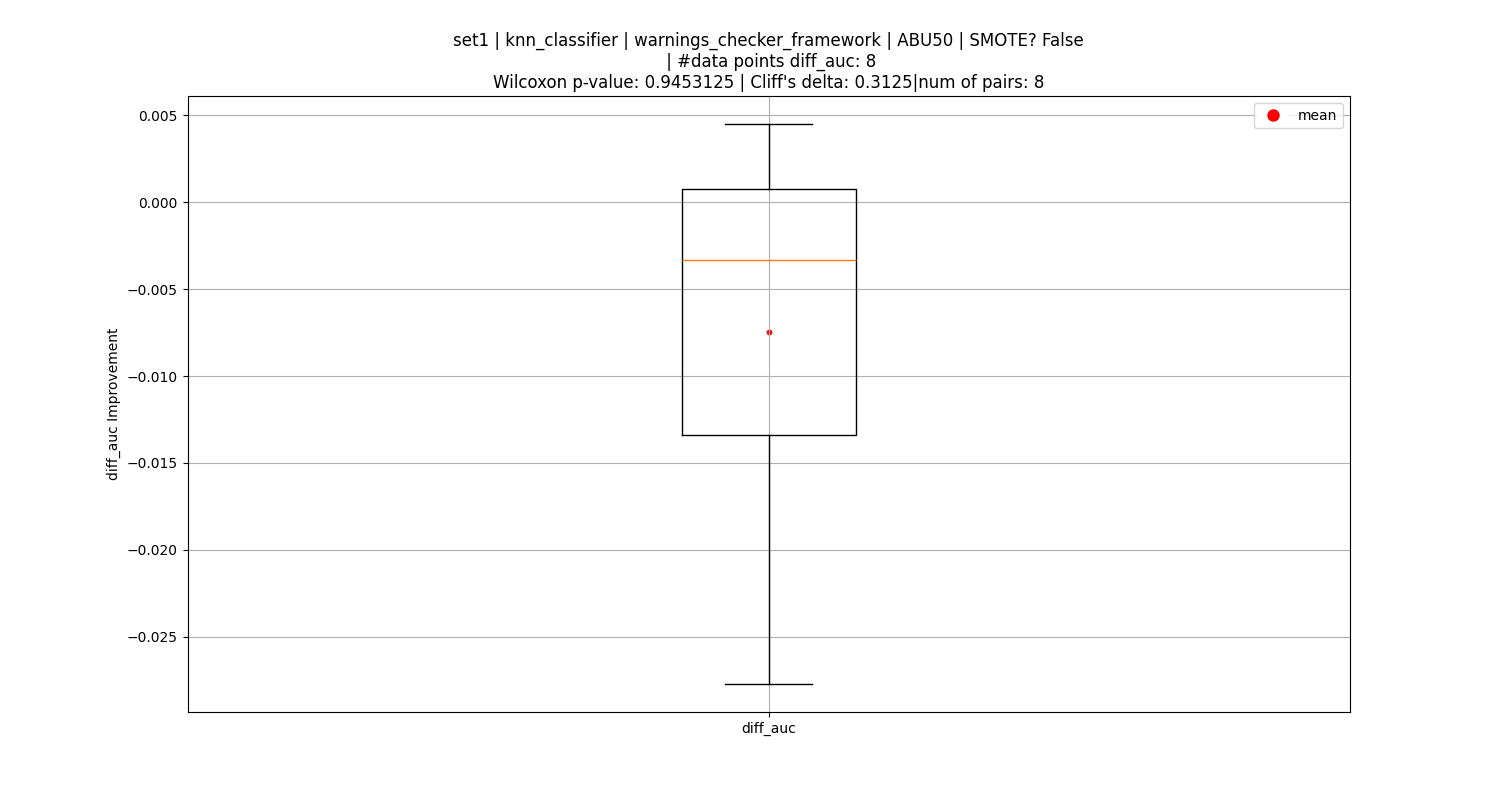 set1 | knn_classifier | warnings_checker_framework | ABU50 | SMOTE? False
| #data points diff_auc: 8
Wilcoxon p-value: 0.9453125 | Cliff's delta: 0.3125|num of pairs: 8
mean
0.005
0.000
−0.005
−0.010
−0.015
−0.020
−0.025
diff_auc Improvement
diff_auc